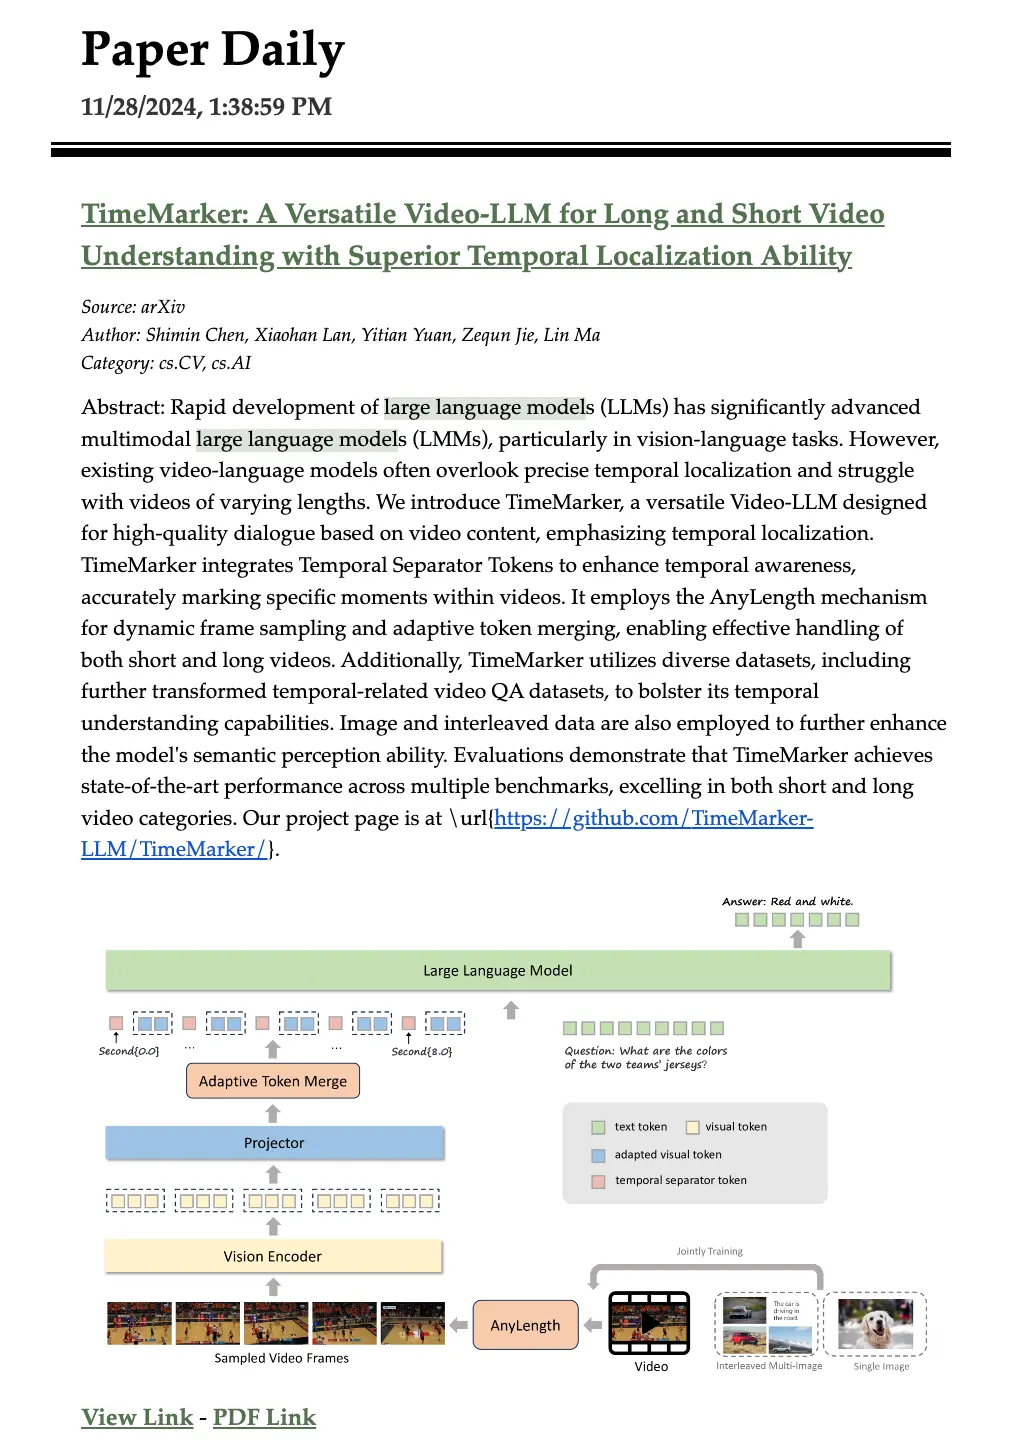 Paper Daily
11/28/2024, 1:38:59 PM
TimeMarker: A Versatile Video-LLM for Long and Short Video
Understanding with Superior Temporal Localization Ability
Source: arXiv
Author: Shimin Chen, Xiaohan Lan, Yitian Yuan, Zequn Jie, Lin Ma
Category: cs.CV, cs.AI
Abstract: Rapid development of large language models (LLMs) has significantly advanced
multimodal large language models (LMMs), particularly in vision-language tasks. However,
existing video-language models often overlook precise temporal localization and struggle
with videos of varying lengths. We introduce TimeMarker, a versatile Video-LLM designed
for high-quality dialogue based on video content, emphasizing temporal localization.
TimeMarker integrates Temporal Separator Tokens to enhance temporal awareness,
accurately marking specific moments within videos. It employs the AnyLength mechanism
for dynamic frame sampling and adaptive token merging, enabling effective handling of
both short and long videos. Additionally, TimeMarker utilizes diverse datasets, including
further transformed temporal-related video QA datasets, to bolster its temporal
understanding capabilities. Image and interleaved data are also employed to further enhance
the model's semantic perception ability. Evaluations demonstrate that TimeMarker achieves
state-of-the-art performance across multiple benchmarks, excelling in both short and long
video categories. Our project page is at \url{https://github.com/TimeMarker-
LLM/TimeMarker/}.
Answer: Red and white.
Large Language Model
Second{0.0}
...
...
Second{8.0}
Question: What are the colors
of the two teams' jerseys?
Adaptive Token Merge
text token
visual token
adapted visual token
temporal separator token
Projector
Vision Encoder
Jointly Training
AnyLength
The car is
driving in
the road.
Sampled Video Frames
Video
Interleaved Multi-Image
Single Image
View Link - PDF Link